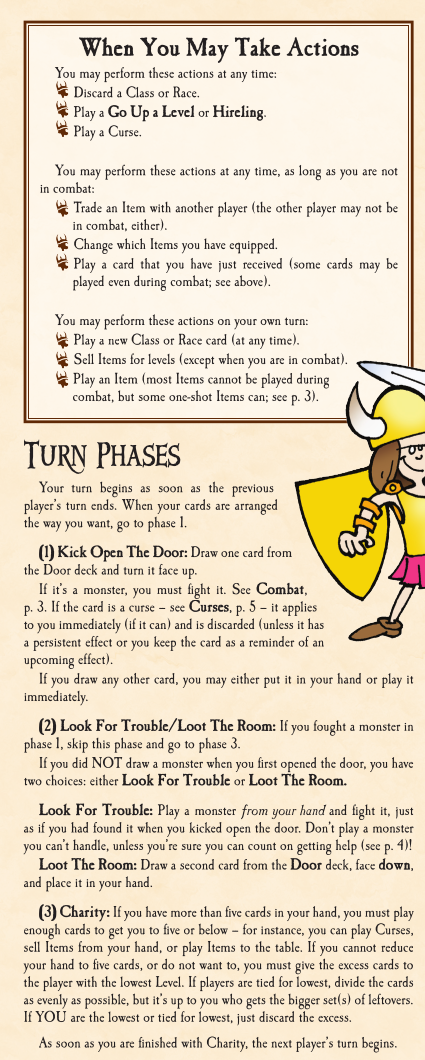 When You May Take Actions
You may perform these actions at any time:
Discard a Class or Race.
Play a Go Up a Level or Hireling.
Play a Curse.
You may perform these actions at any time, as long as you are not
in combat:
Trade an Item with another player (the other player may not be
in combat, either).
Change which Items you have equipped.
Play a card that you have just received (some cards may be
played even during combat; see above).
You may perform these actions on your own turn:
Play a new Class or Race card (at any time).
Sell Items for levels (except when you are in combat).
Play an Item (most Items cannot be played during
combat, but some one-shot Items can; see p. 3).
Turn Phases
Your turn begins as soon as the previous
player's turn ends. When your cards are arranged
the way you want, go to phase 1.
(1) Kick Open The Door: Draw one card from
the Door deck and turn it face up.
If it's a monster, you must fight it. See Combat,
p. 3. If the card is a curse – see Curses, p. 5 – it applies
to you immediately (if it can) and is discarded (unless it has
a persistent effect or you keep the card as a reminder of an
upcoming effect).
If you draw any other card, you may either put it in your hand or play it
immediately.
(2) Look For Trouble/Loot The Room: If you fought a monster in
phase 1, skip this phase and go to phase 3.
If you did NOT draw a monster when you first opened the door, you have
two choices: either Look For Trouble or Loot The Room.
Look For Trouble: Play a monster from your hand and fight it, just
as if you had found it when you kicked open the door. Don't play a monster
you can't handle, unless you're sure you can count on getting help (see p. 4)!
Loot The Room: Draw a second card from the Door deck, face down,
and place it in your hand.
(3) Charity: If you have more than five cards in your hand, you must play
enough cards to get you to five or below – for instance, you can play Curses,
sell Items from your hand, or play Items to the table. If you cannot reduce
your hand to five cards, or do not want to, you must give the excess cards to
the player with the lowest Level. If players are tied for lowest, divide the cards
as evenly as possible, but it's up to you who gets the bigger set(s) of leftovers.
If YOU are the lowest or tied for lowest, just discard the excess.
As soon as you are finished with Charity, the next player's turn begins.